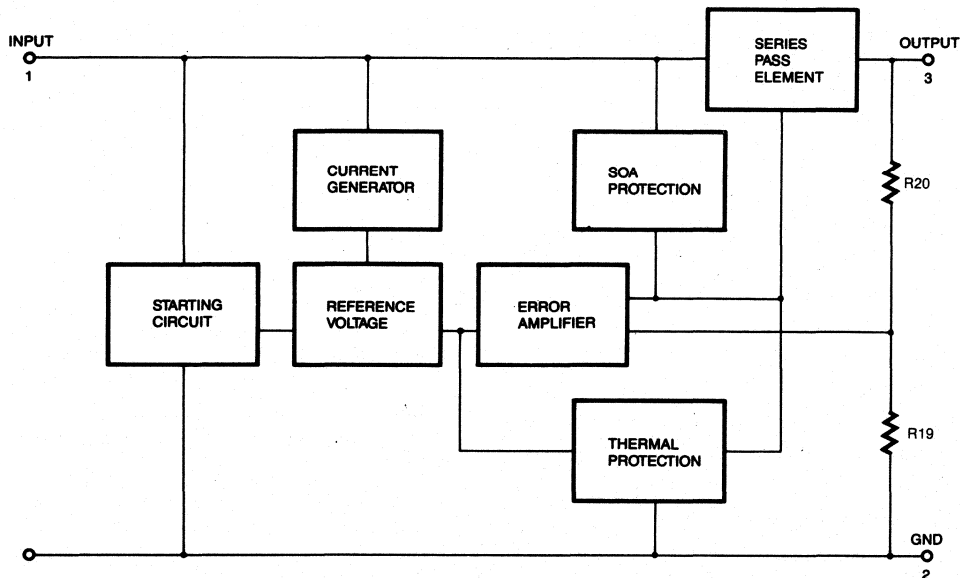 INPUT
1
SERIES
PASS
ELEMENT
OUTPUT
3
CURRENT
GENERATOR
SOA
PROTECTION
R20
STARTING
CIRCUIT
REFERENCE
VOLTAGE
ERROR
AMPLIFIER
THERMAL
PROTECTION
R19
GND
2